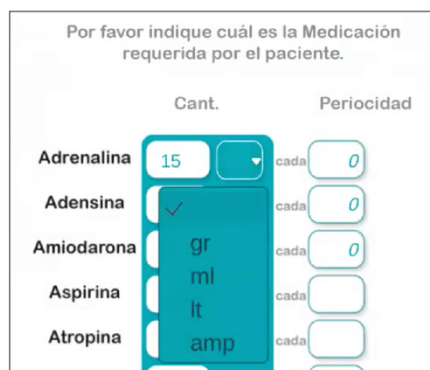 Por favor indique cuál es la Medicación
requerida por el paciente.
Cant. Periocidad
Adrenalina 15 cada 0
Adensina cada 0
Amiodarona gr cada 0
Aspirina ml cada
lt
Atropina amp cada